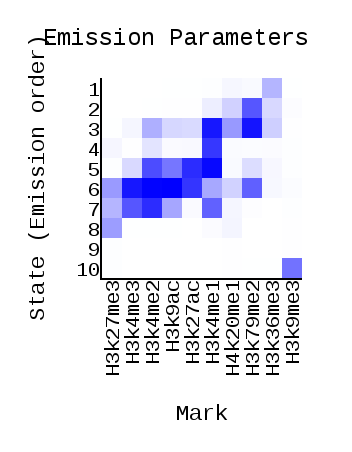 Emission Parameters
State (Emission order)
1
2
3
4
5
6
7
8
9
10
H3k27me3
H3k4me3
H3k4me2
H3k9ac
H3k27ac
H3k4me1
H4k20me1
H3k79me2
H3k36me3
H3k9me3
Mark